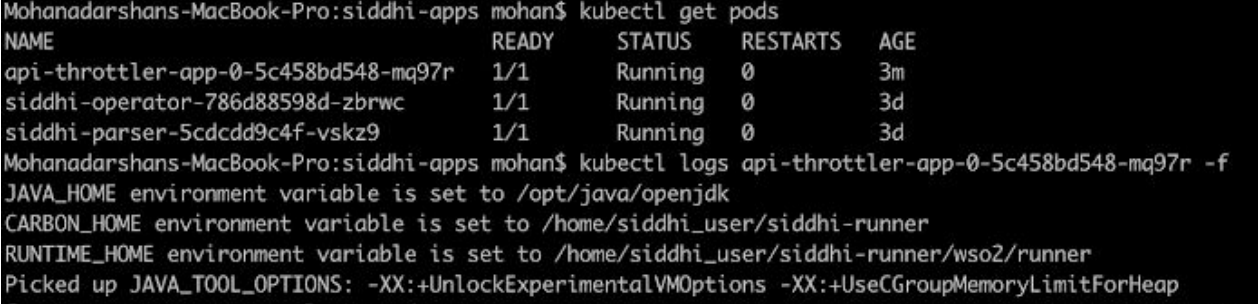 Mohanadarshans-MacBook-Pro:siddhi-apps mohan$ kubectl get pods
NAME READY STATUS RESTARTS AGE
api-throttler-app-0-5c458bd548-mq97r 1/1 Running 0 3m
siddhi-operator-786d88598d-zbrwc 1/1 Running 0 3d
siddhi-parser-5cdcdd9c4f-vskz9 1/1 Running 0 3d
Mohanadarshans-MacBook-Pro:siddhi-apps mohan$ kubectl logs api-throttler-app-0-5c458bd548-mq97r -f
JAVA_HOME environment variable is set to /opt/java/openjdk
CARBON_HOME environment variable is set to /home/siddhi_user/siddhi-runner
RUNTIME_HOME environment variable is set to /home/siddhi_user/siddhi-runner/wso2/runner
Picked up JAVA_TOOL_OPTIONS: -XX:+UnlockExperimentalVMOptions -XX:+UseCGroupMemoryLimitForHeap